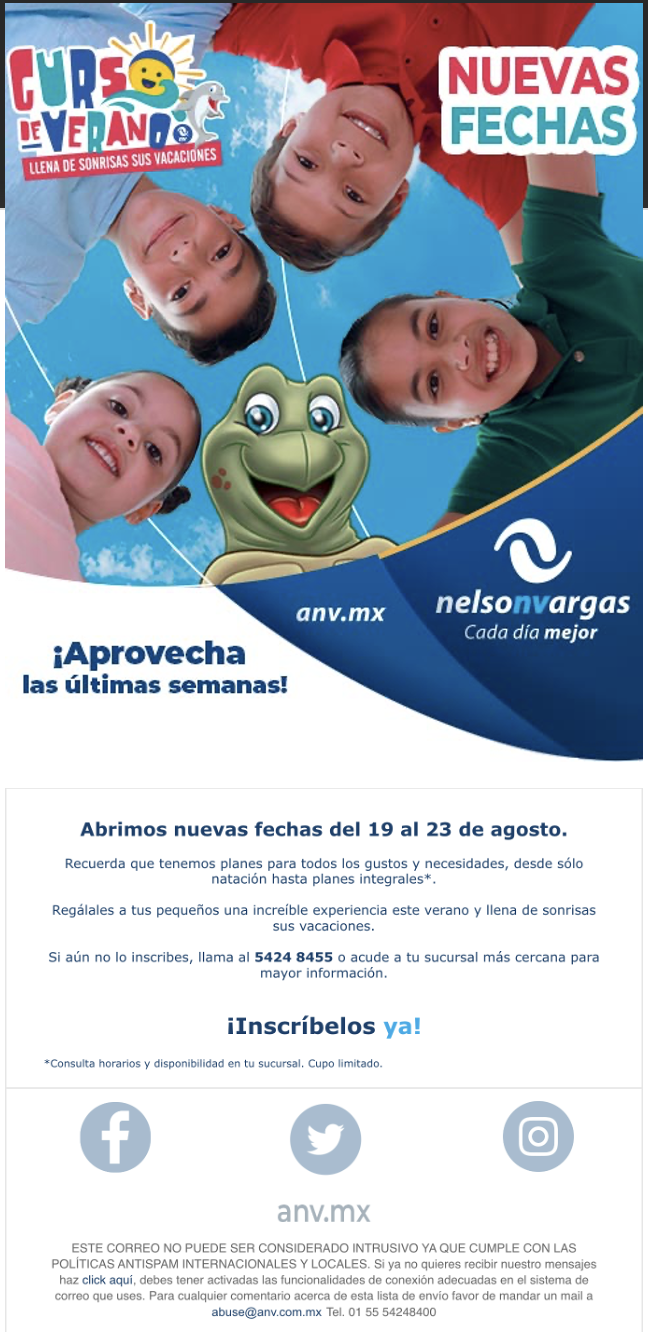 CURSO
DE VERANO
LLENA DE SONRISAS SUS VACACIONES
NUEVAS
FECHAS
anv.mx
nelsonvargas
Cada día mejor
¡Aprovecha
las últimas semanas!
Abrimos nuevas fechas del 19 al 23 de agosto.
Recuerda que tenemos planes para todos los gustos y necesidades, desde sólo
natación hasta planes integrales*.
Regálales a tus pequeños una increíble experiencia este verano y llena de sonrisas
sus vacaciones.
Si aún no lo inscribes, llama al 5424 8455 o acude a tu sucursal más cercana para
mayor información.
¡Inscríbelos ya!
*Consulta horarios y disponibilidad en tu sucursal. Cupo limitado.
anv.mx
ESTE CORREO NO PUEDE SER CONSIDERADO INTRUSIVO YA QUE CUMPLE CON LAS
POLÍTICAS ANTISPAM INTERNACIONALES Y LOCALES. Si ya no quieres recibir nuestro mensajes
haz click aquí, debes tener activadas las funcionalidades de conexión adecuadas en el sistema de
correo que uses. Para cualquier comentario acerca de esta lista de envío favor de mandar un mail a
abuse@anv.com.mx Tel. 01 55 54248400